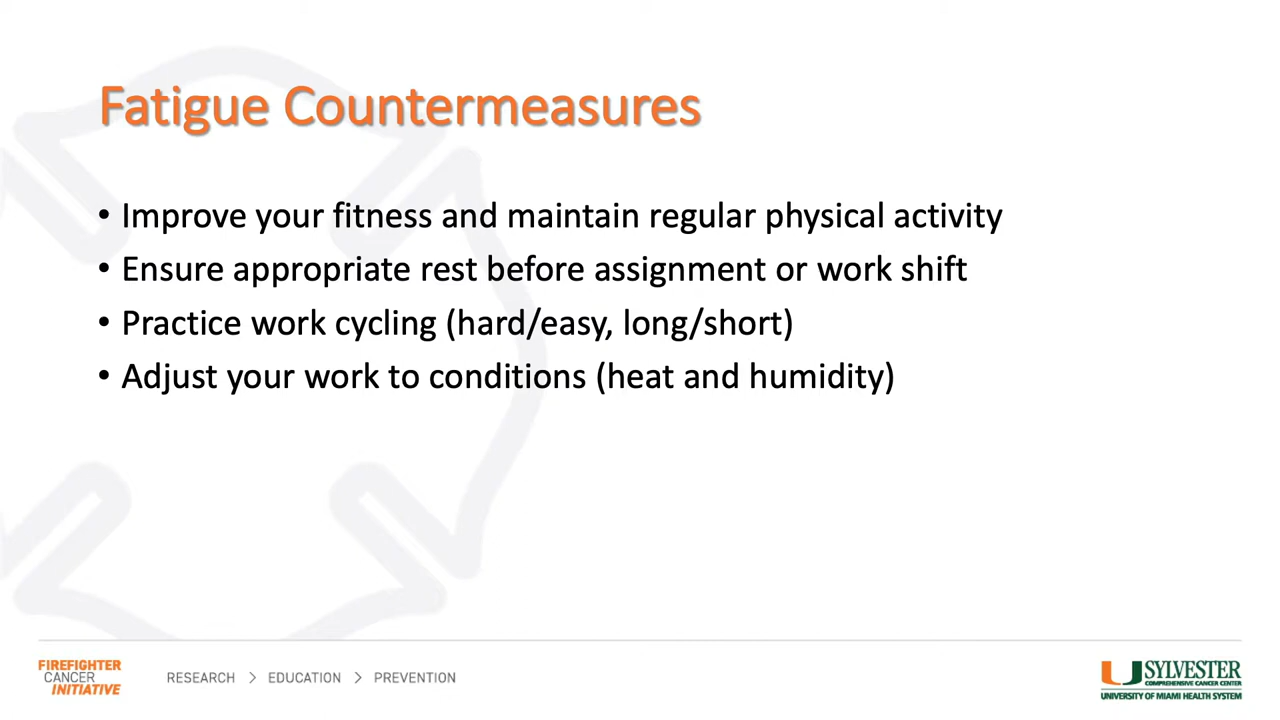 Fatigue Countermeasures
• Improve your fitness and maintain regular physical activity
• Ensure appropriate rest before assignment or work shift
• Practice work cycling (hard/easy, long/short)
• Adjust your work to conditions (heat and humidity)
FIREFIGHTER
CANCER
INITIATIVE
RESEARCH > EDUCATION > PREVENTION
SYLVESTER
COMPREHENSIVE CANCER CENTER
UNIVERSITY OF MIAMI HEALTH SYSTEM